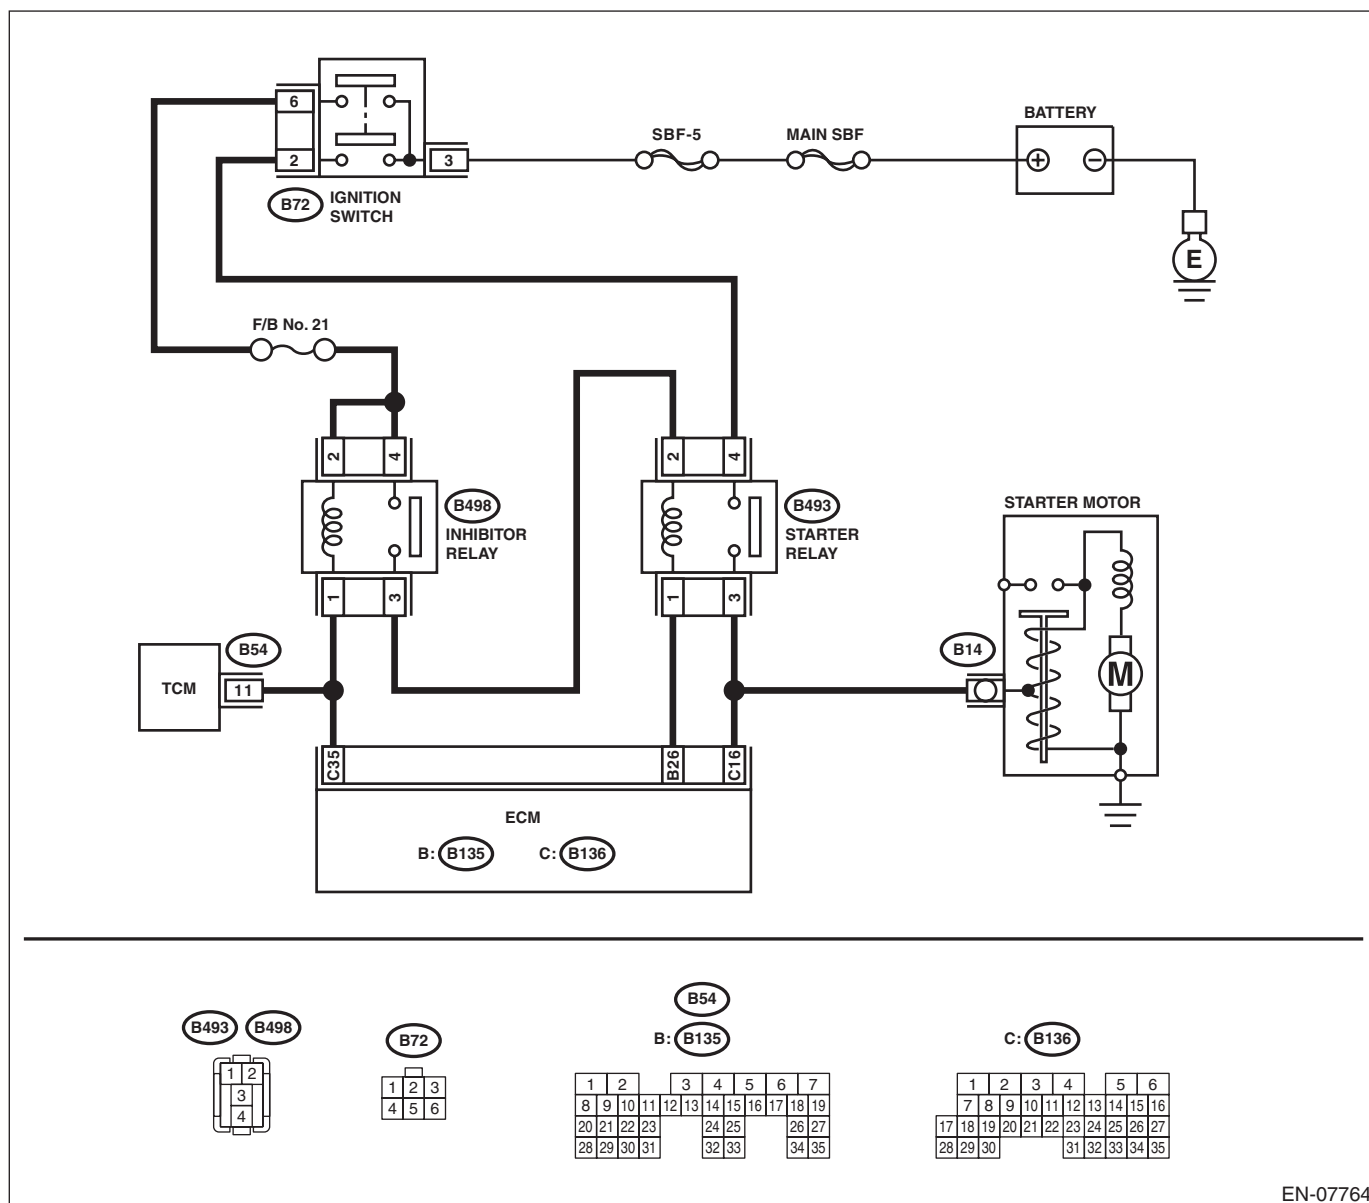 BATTERY
SBF-5
MAIN SBF
6
2
3
+
−
B72
IGNITION
SWITCH
E
F/B No. 21
2
4
2
4
B498
INHIBITOR
RELAY
B493
STARTER
RELAY
STARTER MOTOR
1
3
1
3
B54
B14
TCM
11
M
C35
B26
C16
ECM
B: B135
C: B136
B54
B493 B498
B72
B: B135
C: B136
1 2
3
4
1 2 3
4 5 6
1 2 3 4 5 6 7
8 9 10 11 12 13 14 15 16 17 18 19
20 21 22 23 24 25 26 27
28 29 30 31 32 33 34 35
1 2 3 4 5 6
7 8 9 10 11 12 13 14 15 16
17 18 19 20 21 22 23 24 25 26 27
28 29 30 31 32 33 34 35
EN-07764